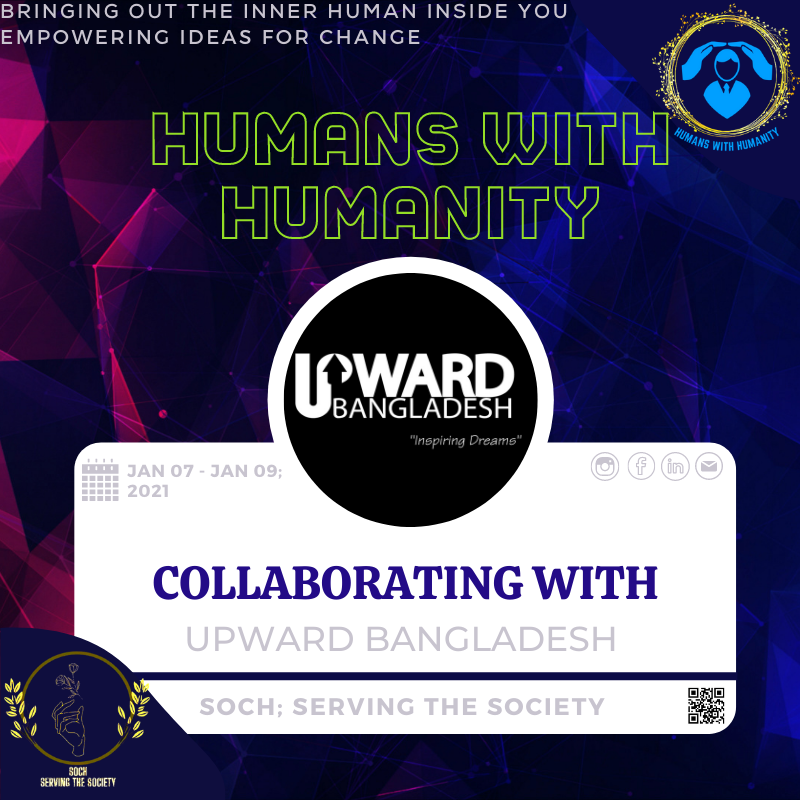 BRINGING OUT THE INNER HUMAN INSIDE YOU
EMPOWERING IDEAS FOR CHANGE
HUMANS WITH HUMANITY
HUMANS WITH
HUMANITY
UPWARD
BANGLADESH
"Inspiring Dreams"
JAN 07 - JAN 09;
2021
COLLABORATING WITH
UPWARD BANGLADESH
SOCH; SERVING THE SOCIETY
SOCH
SERVING THE SOCIETY